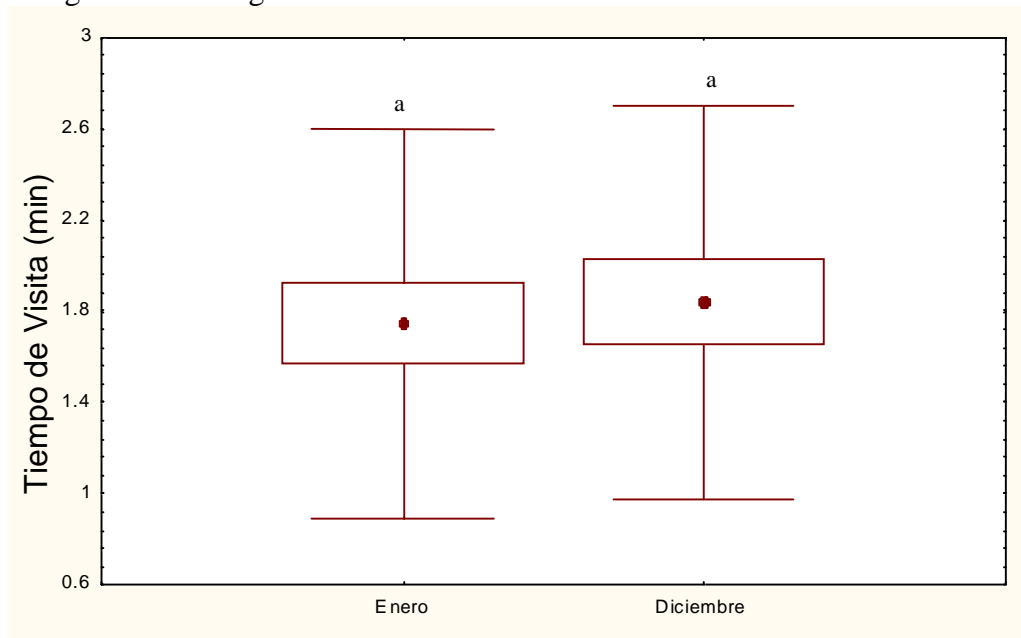 3
a
a
2.6
2.2
1.8
1.4
1
0.6
Tiempo de Visita (min)
Enero
Diciembre